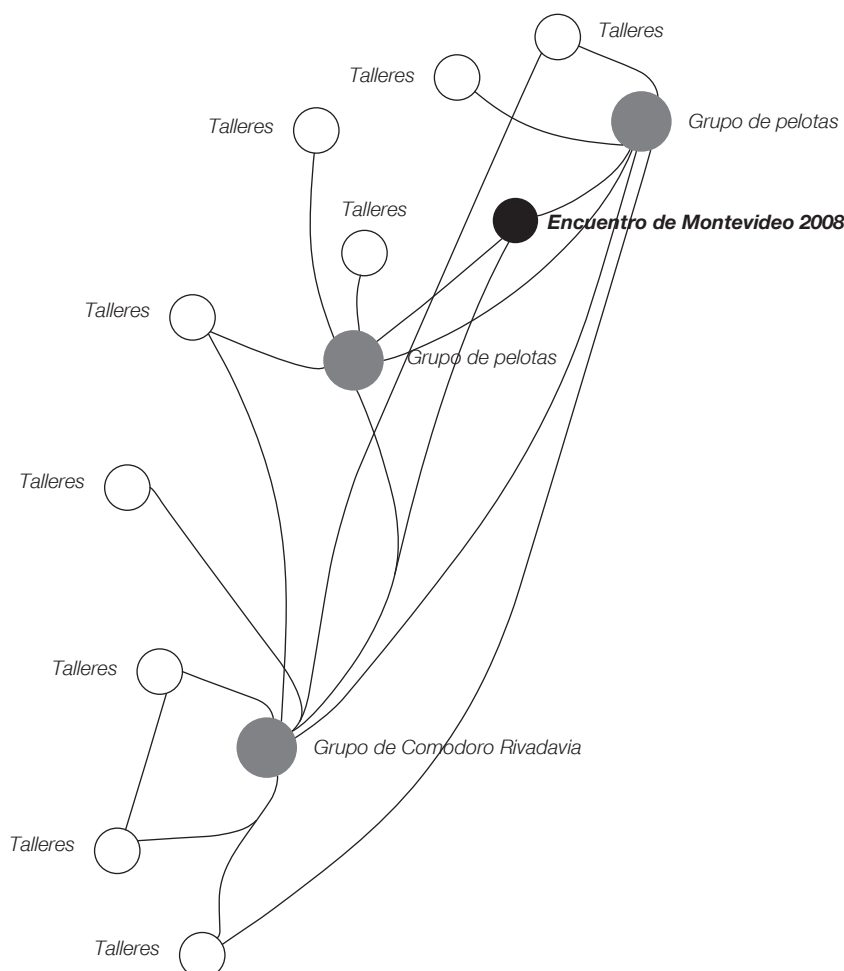 Talleres
Talleres
Grupo de pelotas
Talleres
Talleres
Encuentro de Montevideo 2008
Talleres
Grupo de pelotas
Talleres
Talleres
Grupo de Comodoro Rivadavia
Talleres
Talleres